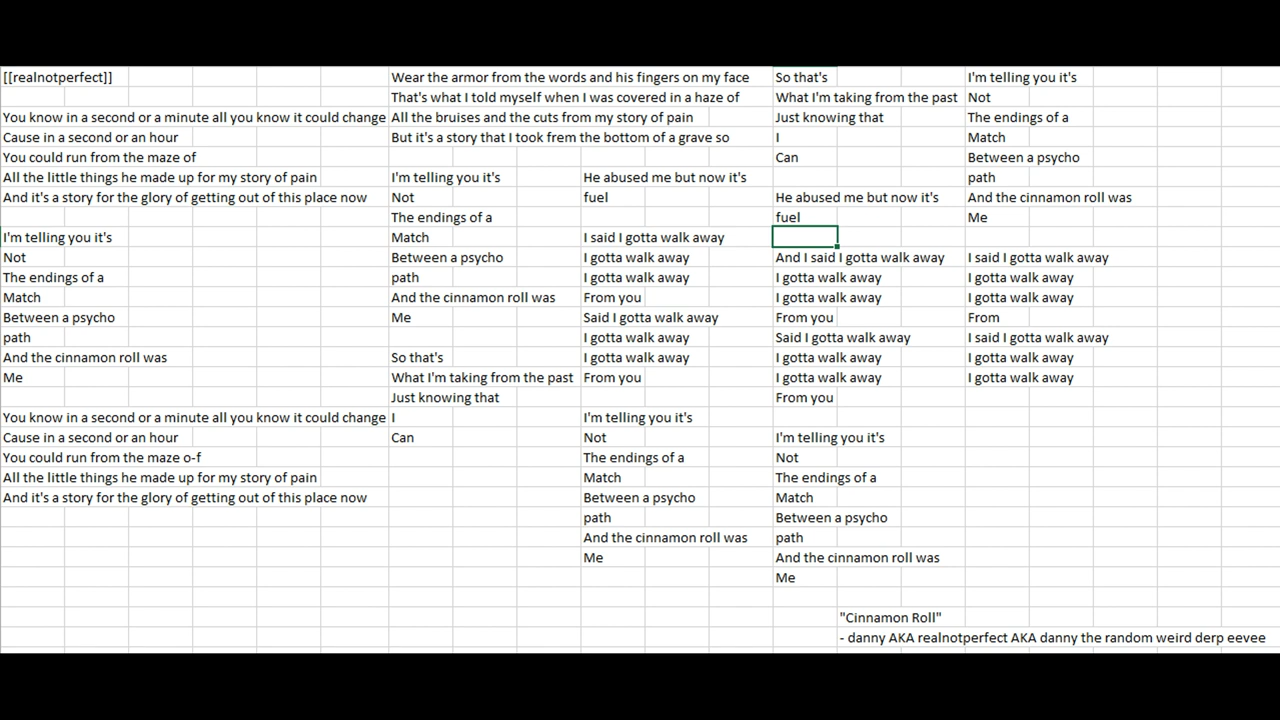 [[realnotperfect]]
You know in a second or a minute all you know it could change
Cause in a second or an hour
You could run from the maze of
All the little things he made up for my story of pain
And it's a story for the glory of getting out of this place now
I'm telling you it's
Not
The endings of a
Match
Between a psycho
path
And the cinnamon roll was
Me
You know in a second or a minute all you know it could change
Cause in a second or an hour
You could run from the maze o-f
All the little things he made up for my story of pain
And it's a story for the glory of getting out of this place now
Wear the armor from the words and his fingers on my face
That's what I told myself when I was covered in a haze of
All the bruises and the cuts from my story of pain
But it's a story that I took frem the bottom of a grave so
I'm telling you it's
Not
The endings of a
Match
Between a psycho
path
And the cinnamon roll was
Me
So that's
What I'm taking from the past
Just knowing that
I
Can
He abused me but now it's
fuel
I said I gotta walk away
I gotta walk away
I gotta walk away
From you
Said I gotta walk away
I gotta walk away
I gotta walk away
From you
I'm telling you it's
Not
The endings of a
Match
Between a psycho
path
And the cinnamon roll was
Me
So that's
What I'm taking from the past
Just knowing that
I
Can
He abused me but now it's
fuel
And I said I gotta walk away
I gotta walk away
I gotta walk away
From you
Said I gotta walk away
I gotta walk away
I gotta walk away
From you
I'm telling you it's
Not
The endings of a
Match
Between a psycho
path
And the cinnamon roll was
Me
I'm telling you it's
Not
The endings of a
Match
Between a psycho
path
And the cinnamon roll was
Me
I said I gotta walk away
I gotta walk away
I gotta walk away
From
I said I gotta walk away
I gotta walk away
I gotta walk away
"Cinnamon Roll"
- danny AKA realnotperfect AKA danny the random weird derp eevee